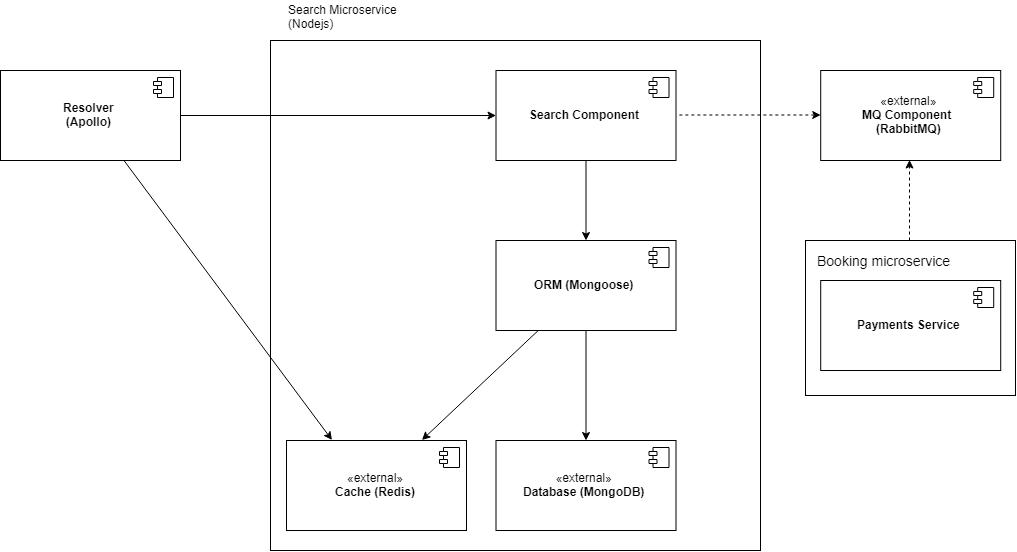 Search Microservice
(Nodejs)
Resolver
(Apollo)
Search Component
«external»
MQ Component
(RabbitMQ)
ORM (Mongoose)
Booking microservice
Payments Service
«external»
Cache (Redis)
«external»
Database (MongoDB)